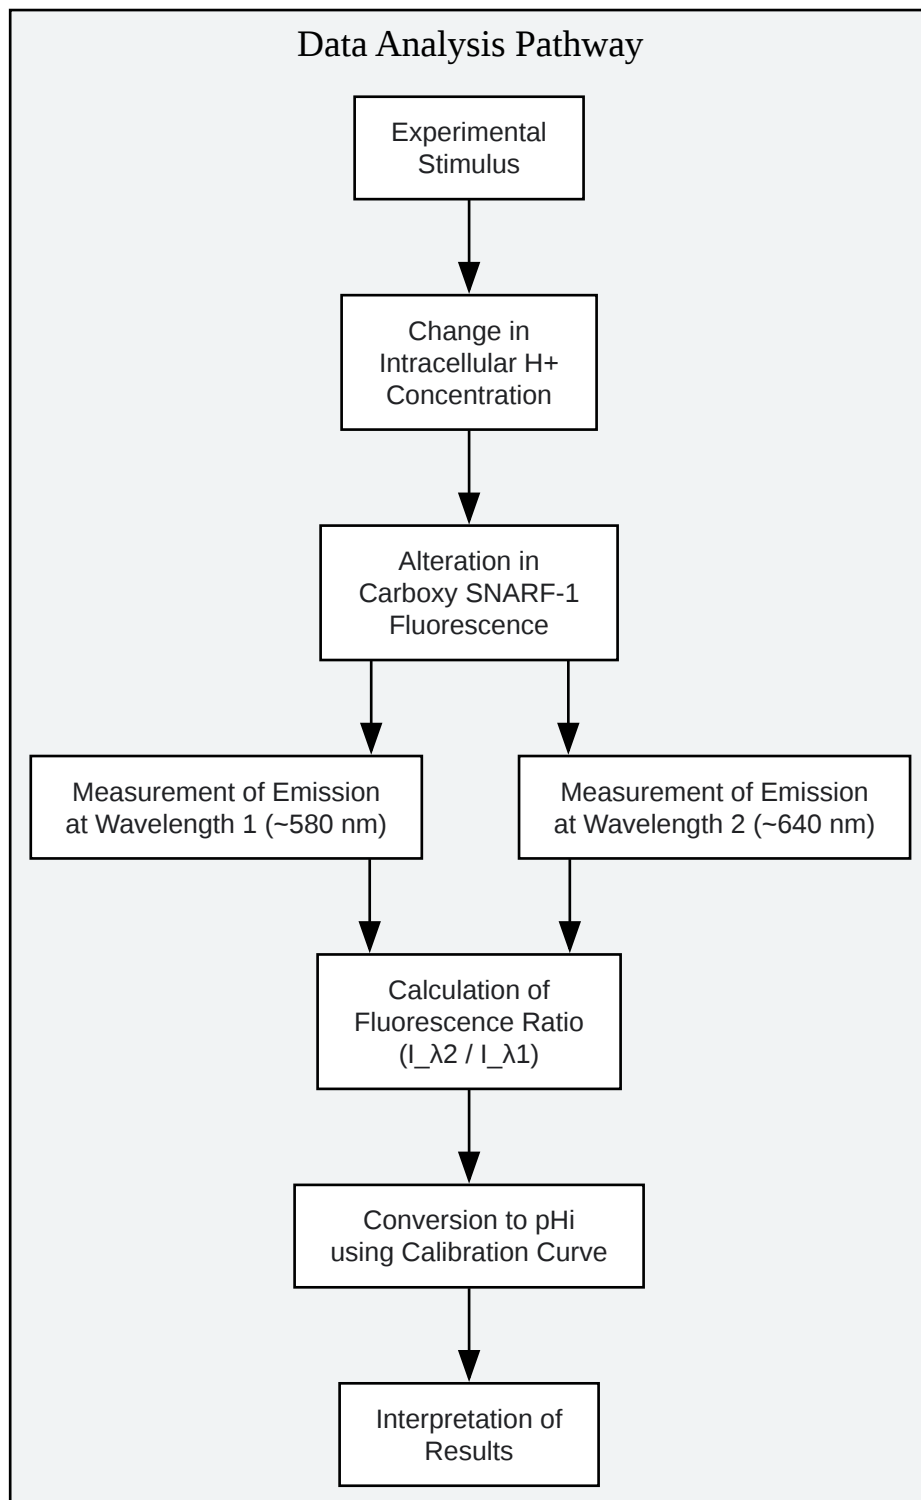 Data Analysis Pathway
Experimental
Stimulus
Change in
Intracellular H+
Concentration
Alteration in
Carboxy SNARF-1
Fluorescence
Measurement of Emission
at Wavelength 1 (~580 nm)
Measurement of Emission
at Wavelength 2 (~640 nm)
Calculation of
Fluorescence Ratio
(I_λ2 / I_λ1)
Conversion to pHi
using Calibration Curve
Interpretation of
Results